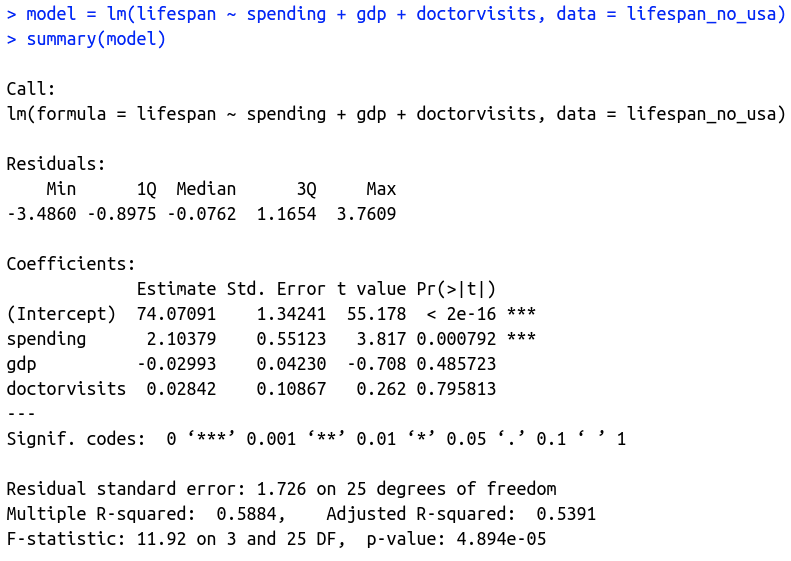 > model = lm(lifespan ~ spending + gdp + doctorvisits, data = lifespan_no_usa)
> summary(model)

Call:
lm(formula = lifespan ~ spending + gdp + doctorvisits, data = lifespan_no_usa)

Residuals:
    Min      1Q  Median      3Q     Max 
-3.4860 -0.8975 -0.0762  1.1654  3.7609 

Coefficients:
             Estimate Std. Error t value Pr(>|t|)    
(Intercept)  74.07091    1.34241  55.178  < 2e-16 ***
spending      2.10379    0.55123   3.817 0.000792 ***
gdp          -0.02993    0.04230  -0.708 0.485723    
doctorvisits  0.02842    0.10867   0.262 0.795813    
---
Signif. codes:  0 ‘***’ 0.001 ‘**’ 0.01 ‘*’ 0.05 ‘.’ 0.1 ‘ ’ 1

Residual standard error: 1.726 on 25 degrees of freedom
Multiple R-squared:  0.5884,    Adjusted R-squared:  0.5391 
F-statistic: 11.92 on 3 and 25 DF,  p-value: 4.894e-05